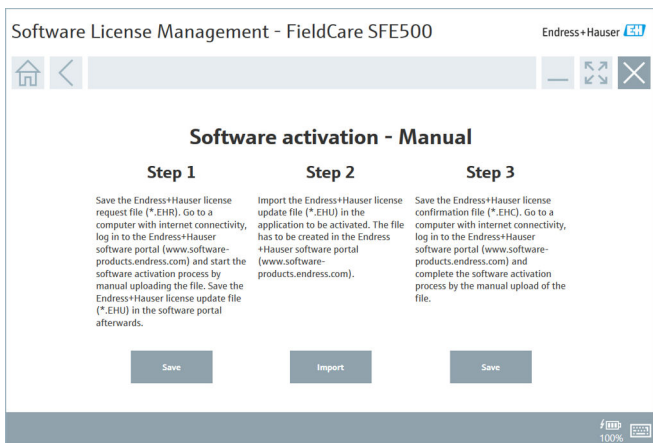 Software License Management - FieldCare SFE500
Endress+Hauser EH
Software activation - Manual
Step 1
Save the Endress+Hauser license
request file (*.EHR). Go to a
computer with internet connectivity,
log in to the Endress+Hauser
software portal (www.software-
products.endress.com) and start the
software activation process by
manual uploading the file. Save the
Endress+Hauser license update file
(*.EHU) in the software portal
afterwards.
Save
Step 2
Import the Endress+Hauser license
update file (*.EHU) in the
application to be activated. The file
has to be created in the Endress
+Hauser software portal
(www.software-
products.endress.com).
Import
Step 3
Save the Endress+Hauser license
confirmation file (*.EHC). Go to a
computer with internet connectivity,
log in to the Endress+Hauser
software portal (www.software-
products.endress.com) and
complete the software activation
process by the manual upload of the
file.
Save
100%